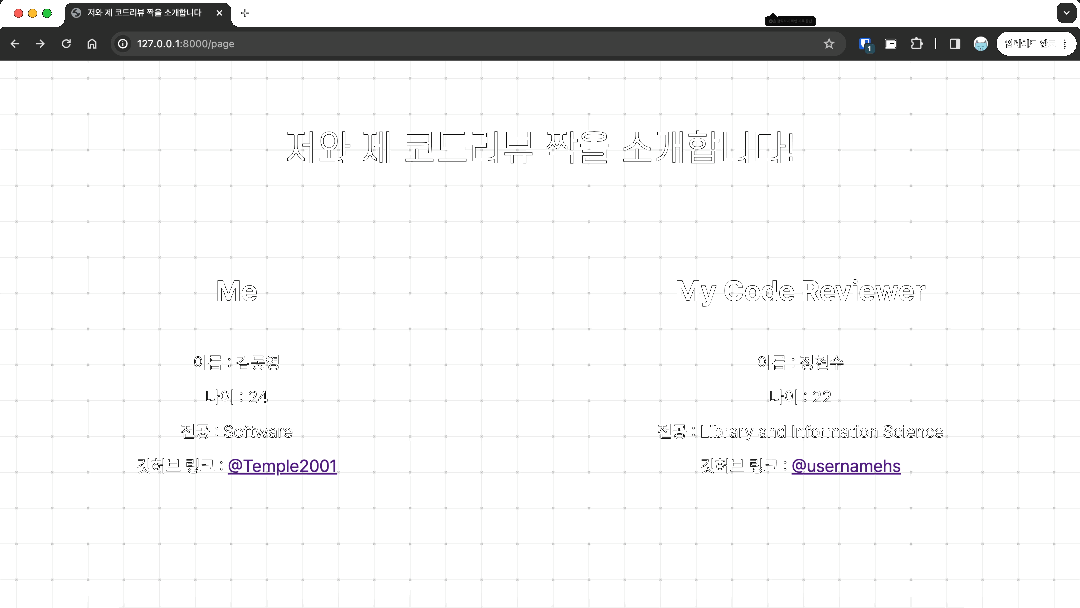 저와 제 코드리뷰 짝을 소개합니다
127.0.0.1:8000/page
1
저와 제 코드리뷰 짝을 소개합니다!
Me
My Code Reviewer
이름 :
이름 :
나이 : 24
나이 : 22
전공 : Software
전공 : Library and Information Science
깃허브 링크 : @Temple2001
깃허브 링크 : @usernamehs